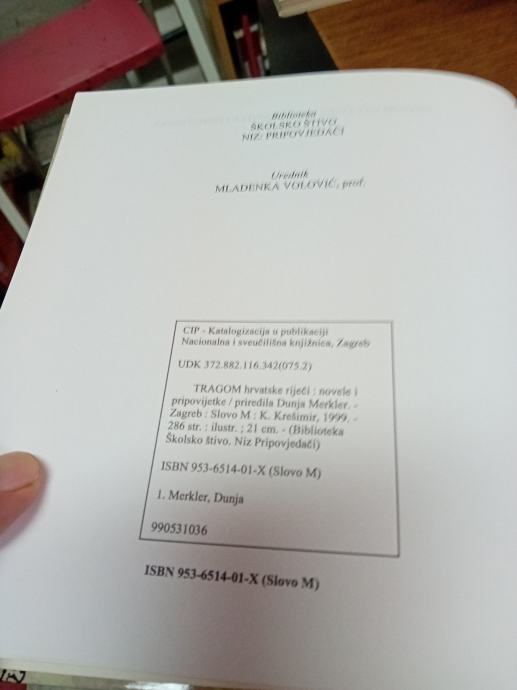 Biblioteka
ŠKOLSKO ŠTIVO
NIZ: PRIPOVJEDAČI
Urednik
MLADENKA VOLOVIĆ, prof.
CIP - Katalogizacija u publikaciji
Nacionalna i sveučilišna knjižnica, Zagreb
UDK 372.882.116.342(075.2)
TRAGOM hrvatske riječi : novele i
pripovijetke / priredila Dunja Merkler. -
Zagreb : Slovo M : K. Krešimir, 1999. -
286 str. : ilustr. ; 21 cm. - (Biblioteka
Školsko štivo. Niz Pripovjedači)
ISBN 953-6514-01-X (Slovo M)
1. Merkler, Dunja
990531036
ISBN 953-6514-01-X (Slovo M)